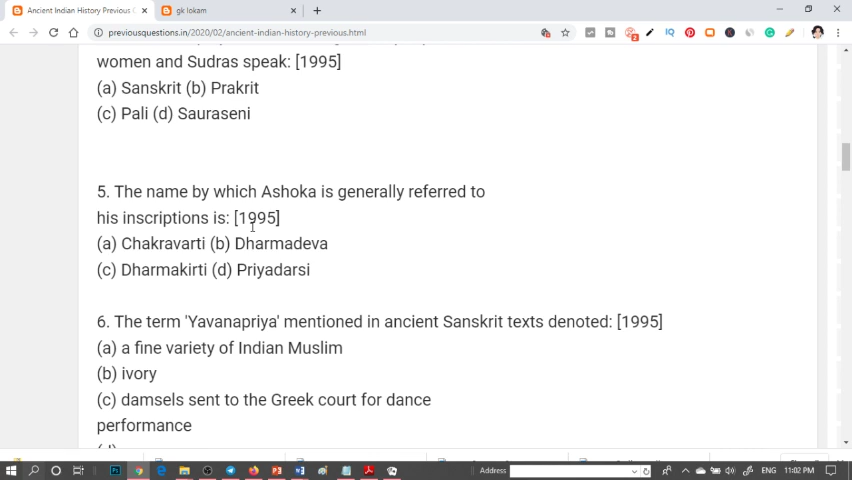 Ancient Indian History Previous C
gk lokam
previousquestions.in/2020/02/ancient-indian-history-previous.html
women and Sudras speak: [1995]
(a) Sanskrit (b) Prakrit
(c) Pali (d) Sauraseni
5. The name by which Ashoka is generally referred to
his inscriptions is: [1995]
(a) Chakravarti (b) Dharmadeva
(c) Dharmakirti (d) Priyadarsi
6. The term 'Yavanapriya' mentioned in ancient Sanskrit texts denoted: [1995]
(a) a fine variety of Indian Muslim
(b) ivory
(c) damsels sent to the Greek court for dance
performance
Address
ENG
11:02 PM